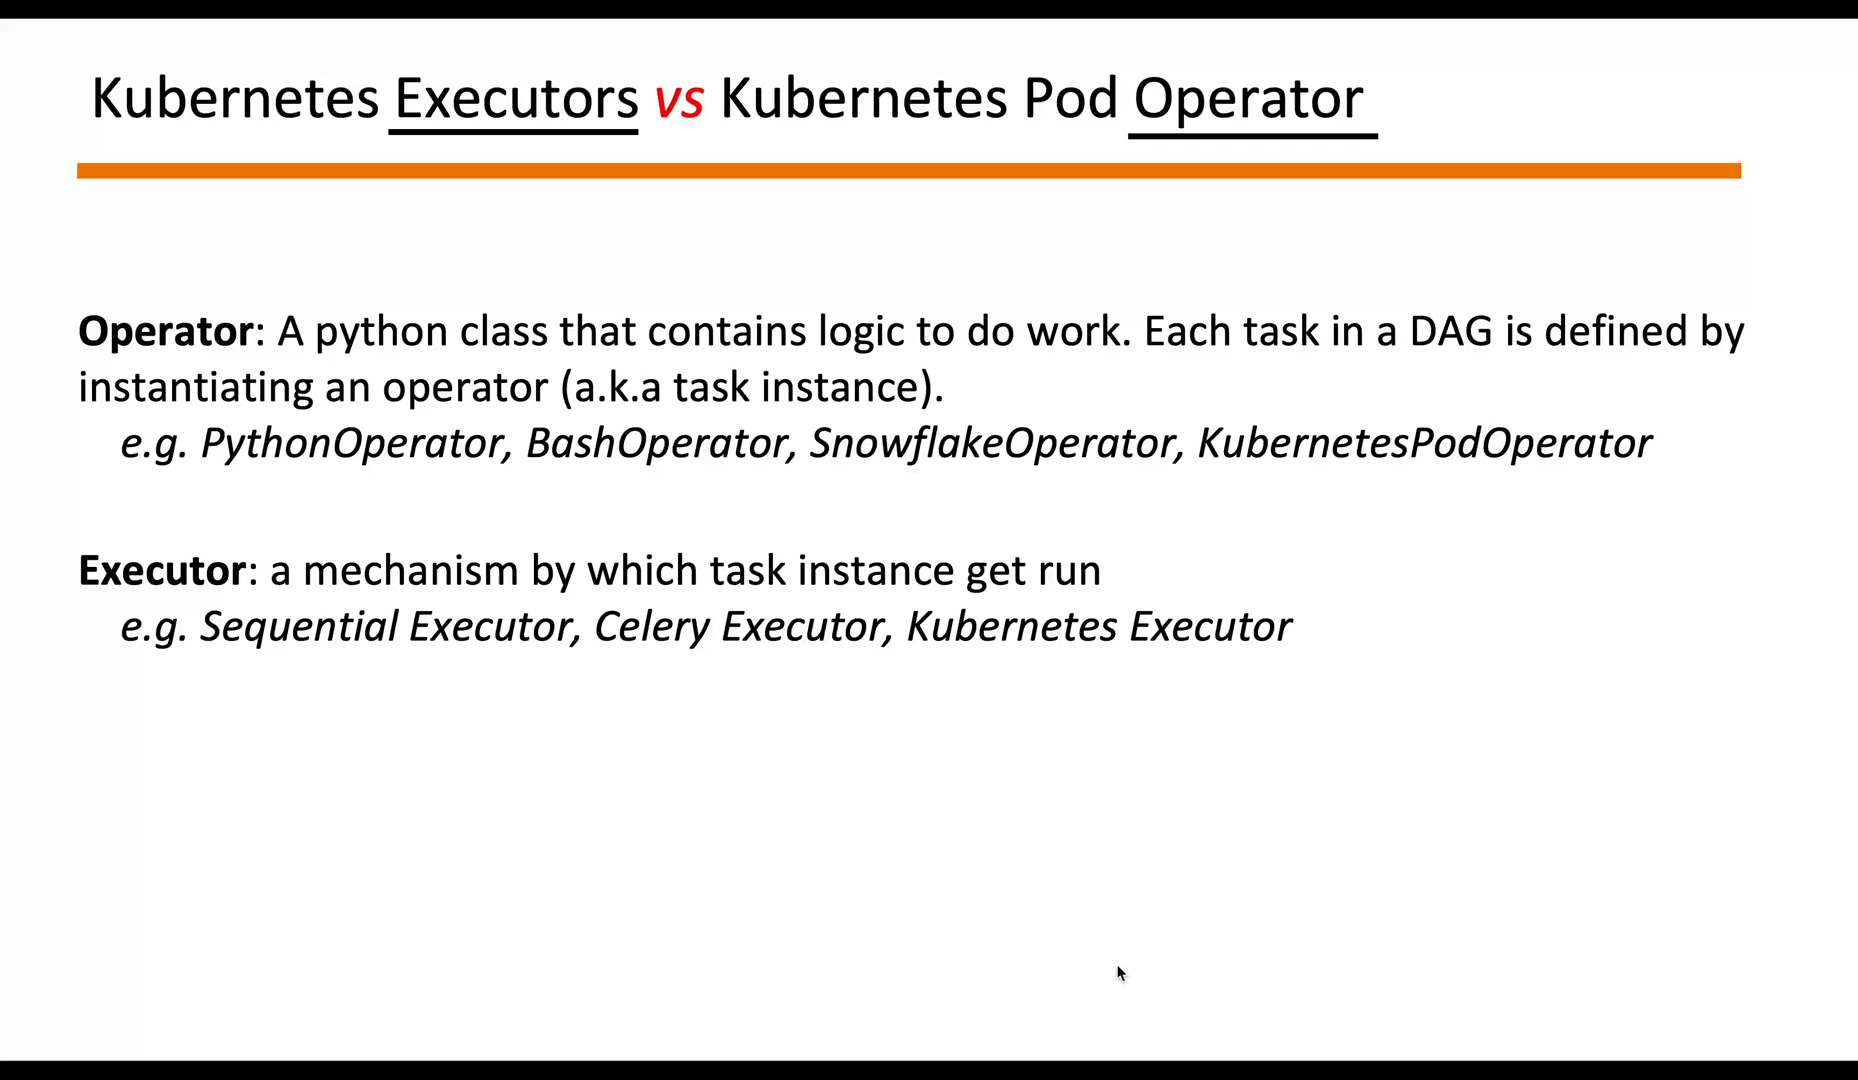 Kubernetes Executors vs Kubernetes Pod Operator
Operator: A python class that contains logic to do work. Each task in a DAG is defined by
instantiating an operator (a.k.a task instance).
e.g. PythonOperator, BashOperator, SnowflakeOperator, KubernetesPodOperator
Executor: a mechanism by which task instance get run
e.g. Sequential Executor, Celery Executor, Kubernetes Executor